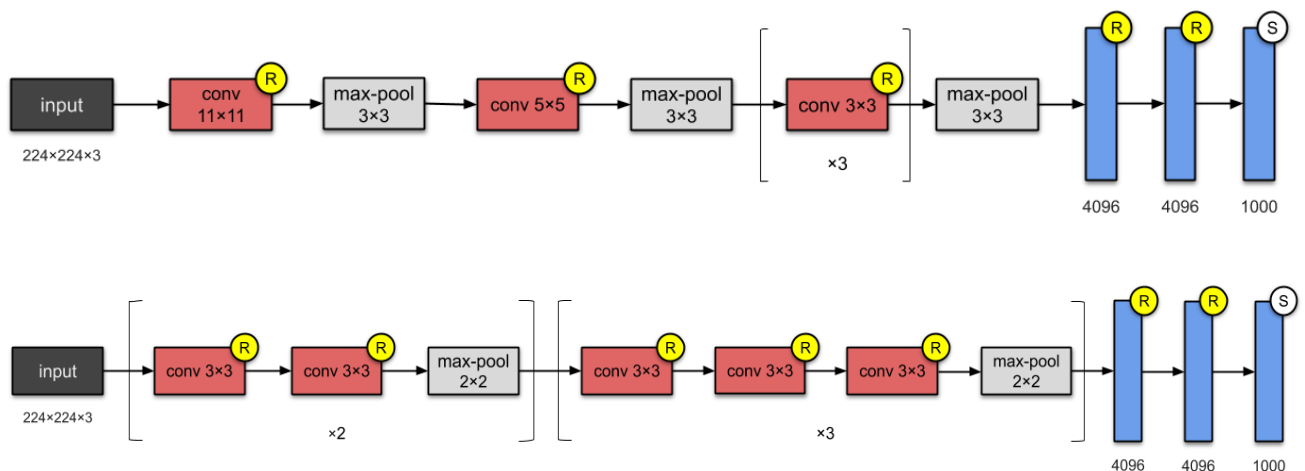 R
R
R
R
R
S
input
conv
11×11
max-pool
3×3
conv 5×5
max-pool
3×3
conv 3×3
max-pool
3×3
224×224×3
×3
4096
4096
1000
R
R
S
R
R
R
R
R
input
conv 3×3
conv 3×3
max-pool
2×2
conv 3×3
conv 3×3
conv 3×3
max-pool
2×2
224×224×3
×2
×3
4096
4096
1000